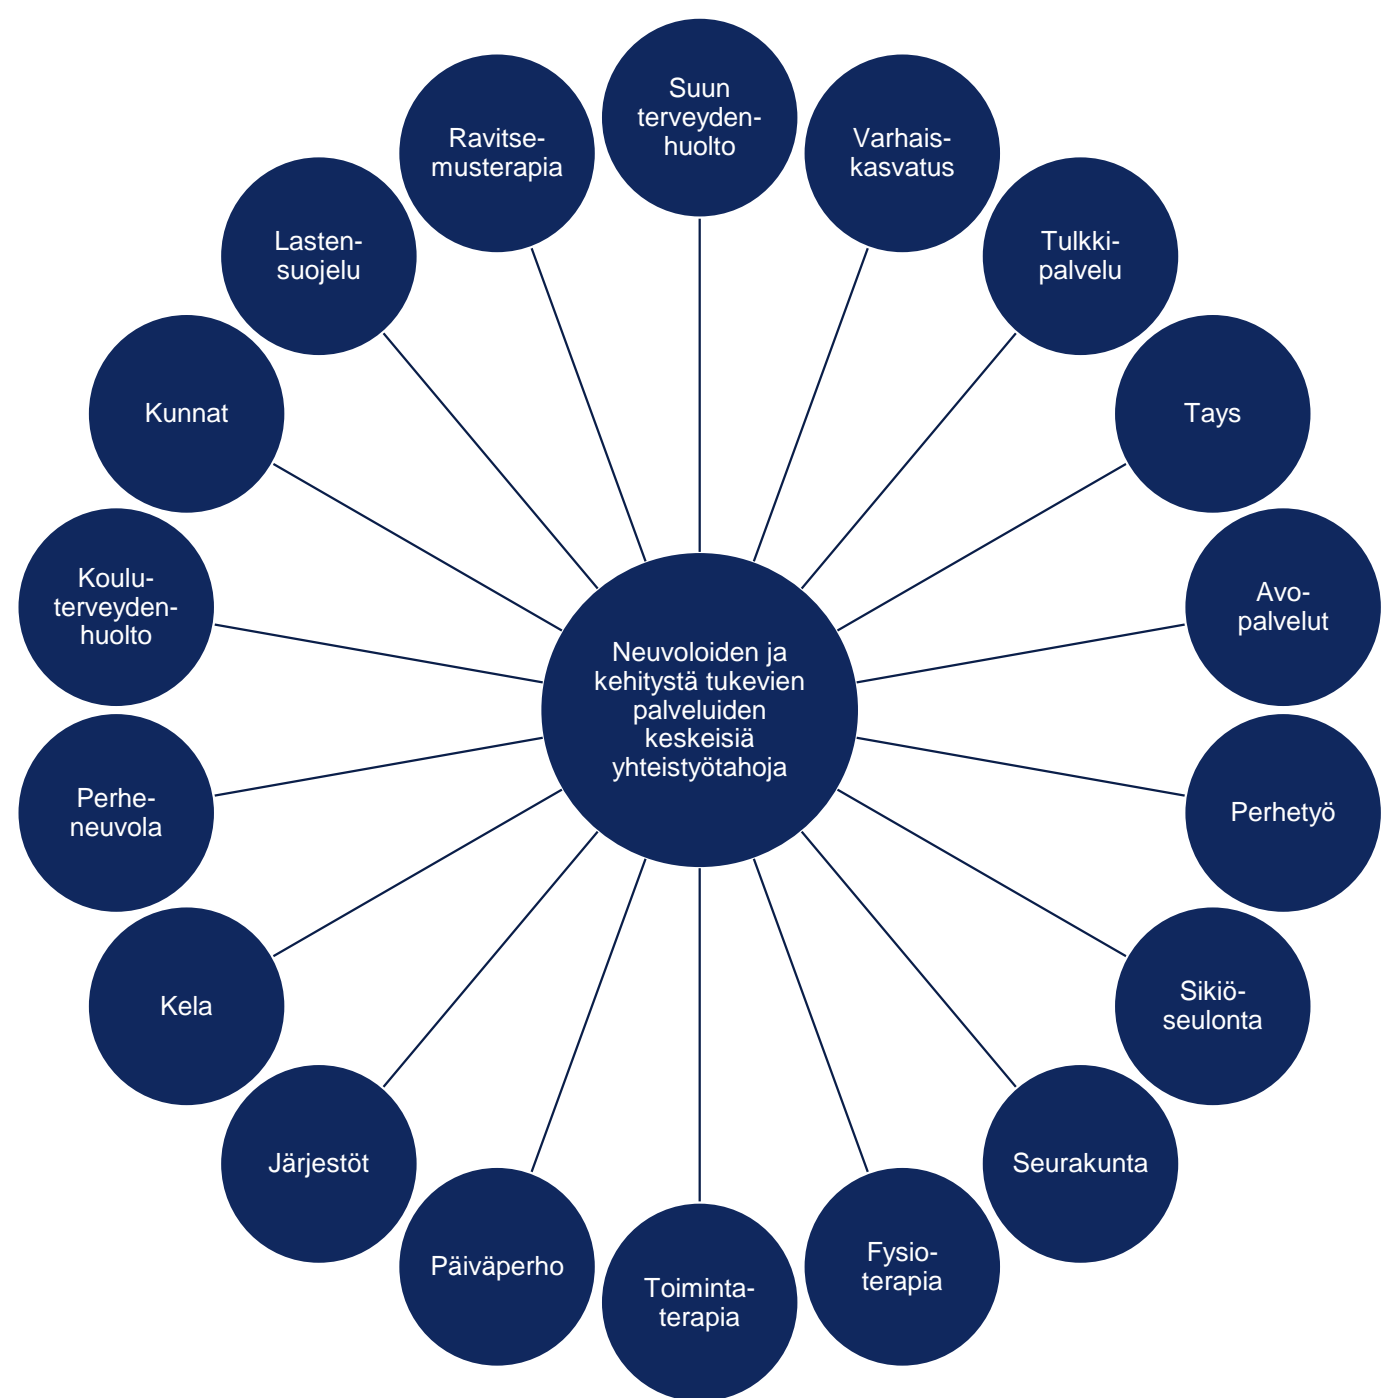 Suun
terveyden-
huolto
Varhais-
kasvatus
Tulkki-
palvelu
Tays
Avo-
palvelut
Perhetyö
Sikiö-
seulonta
Seurakunta
Fysio-
terapia
Toiminta-
terapia
Päiväperho
Järjestöt
Kela
Perhe-
neuvola
Koulu-
terveyden-
huolto
Kunnat
Lasten-
suojelu
Ravitse-
musterapia
Neuvoloiden ja
kehitystä tukevien
palveluiden
keskeisiä
yhteistyötahoja